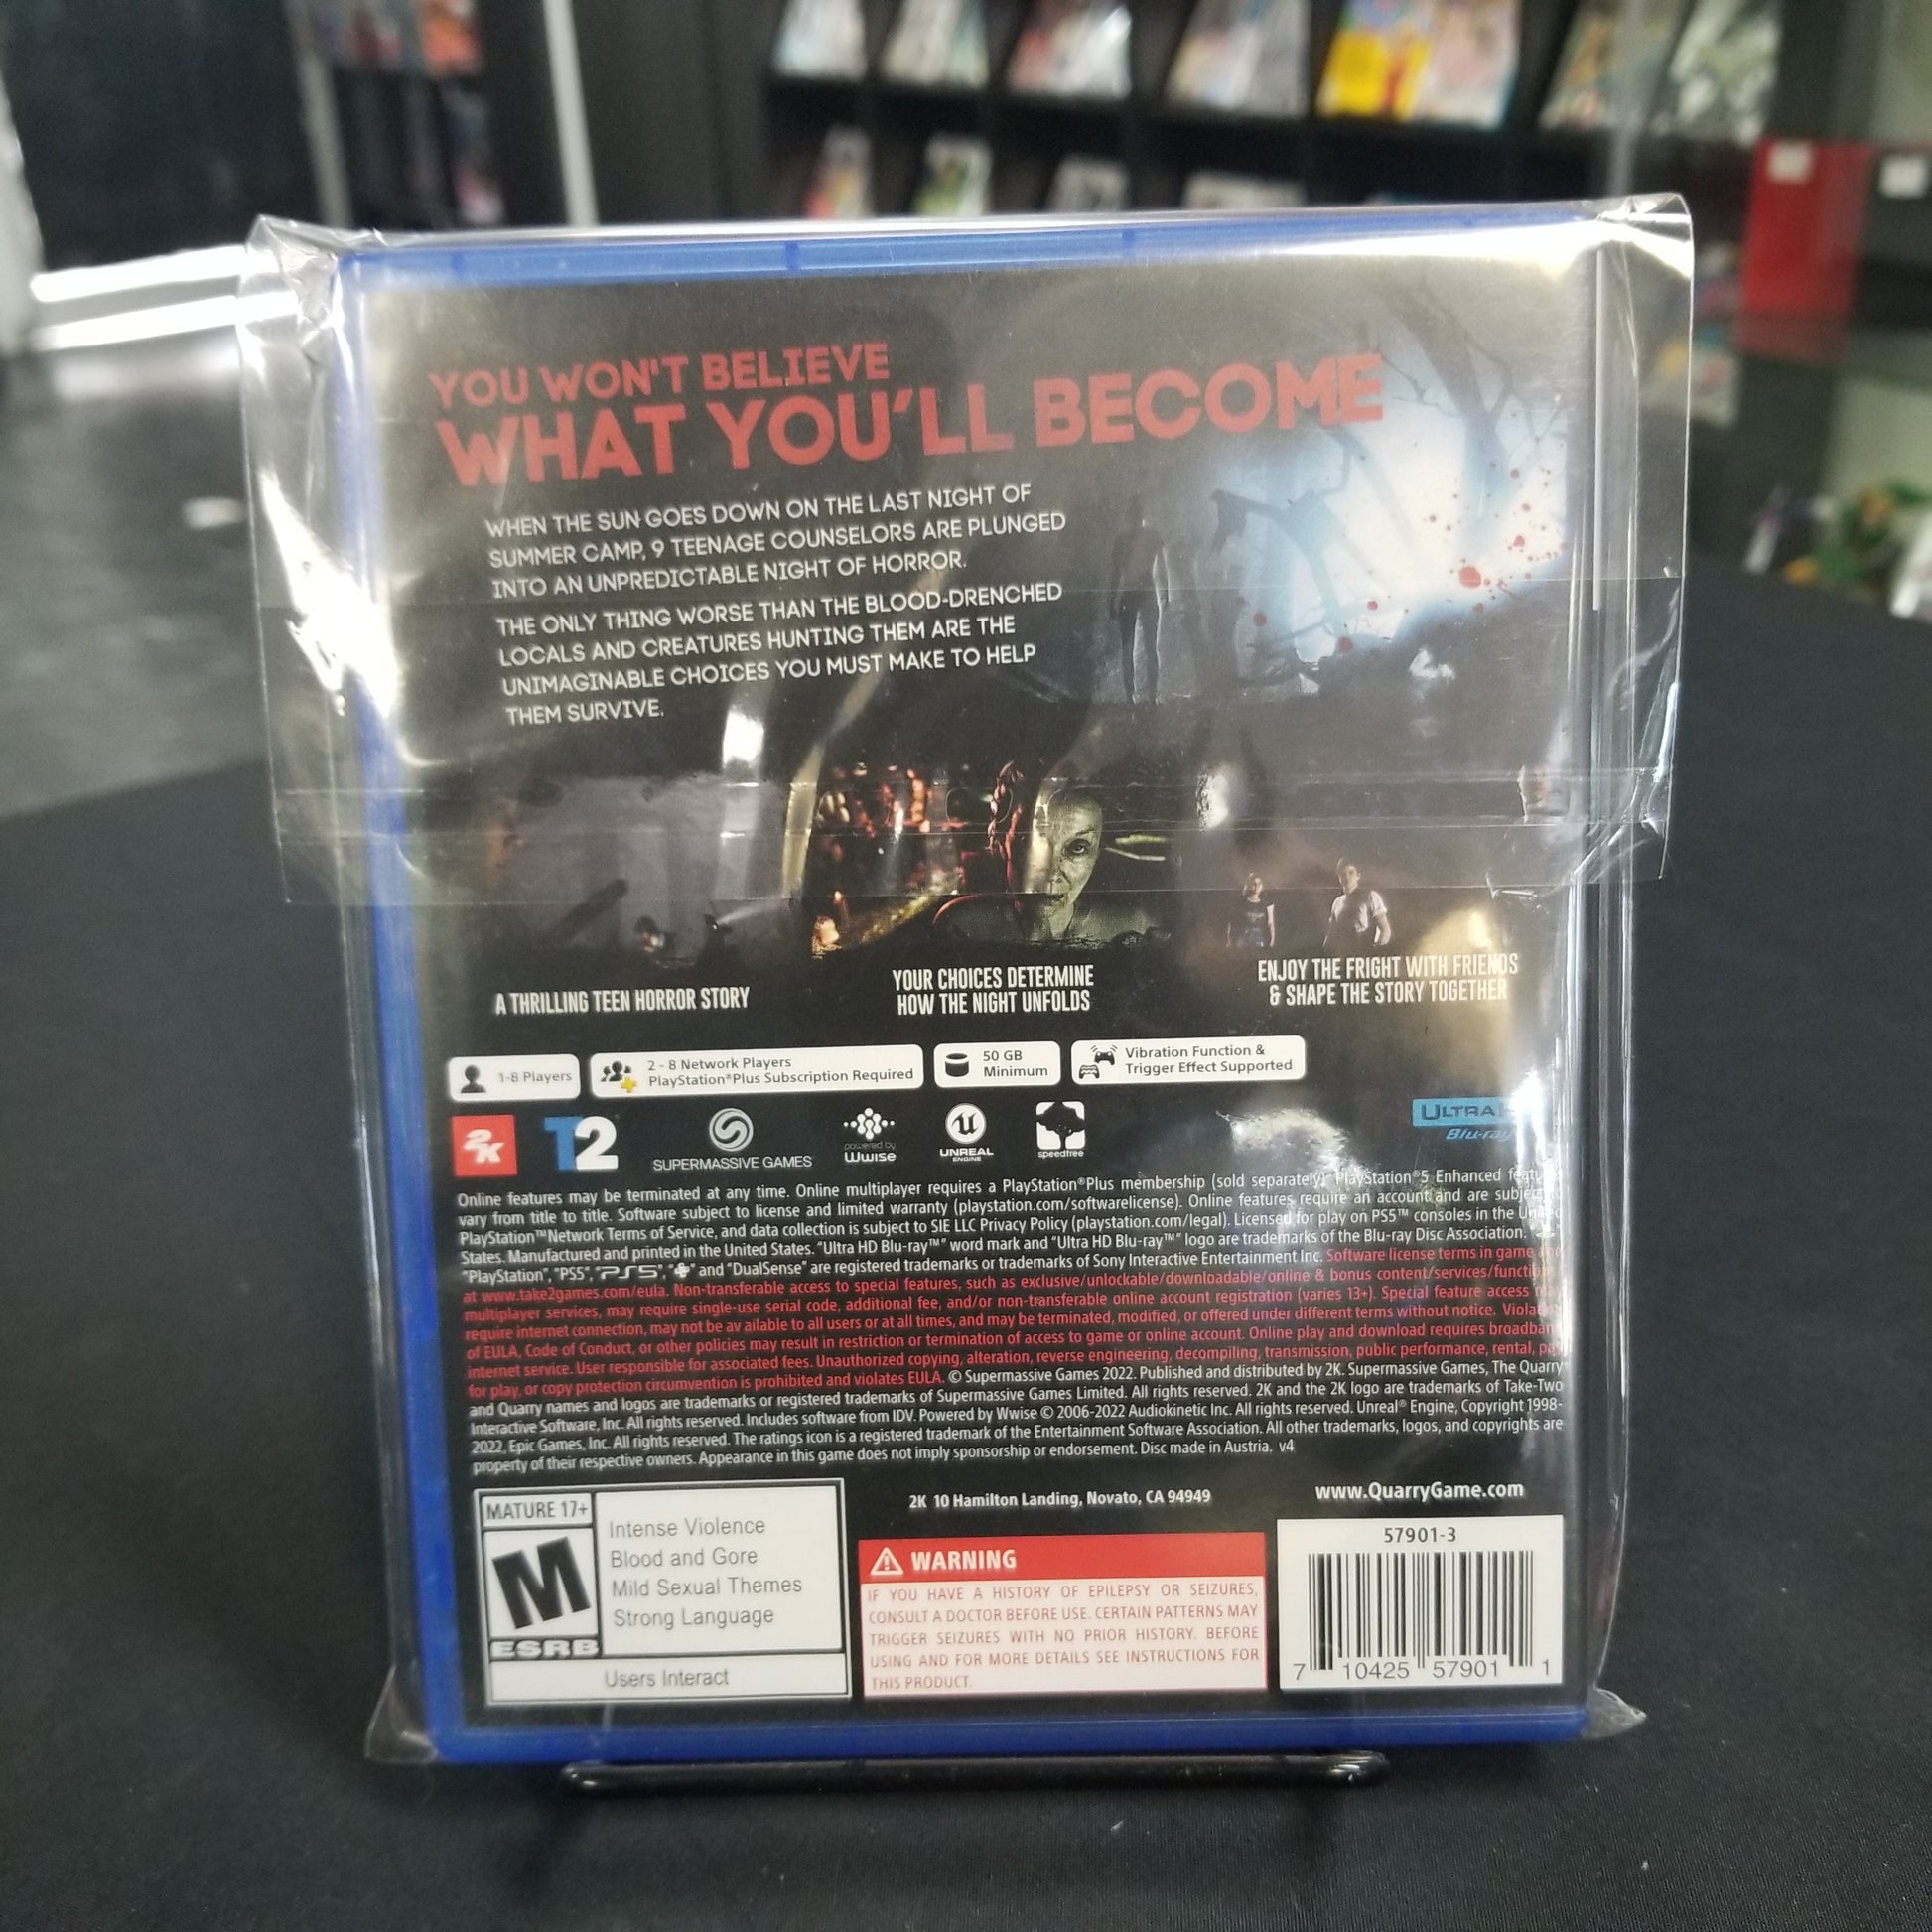 YOU WON'T BELIEVE
WHAT YOU'LL BECOME
WHEN THE SUN GOES DOWN ON THE LAST NIGHT OF
SUMMER CAMP, 9 TEENAGE COUNSELORS ARE PLUNGED
INTO AN UNPREDICTABLE NIGHT OF HORROR.
THE ONLY THING WORSE THAN THE BLOOD-DRENCHED
LOCALS AND CREATURES HUNTING THEM ARE THE
UNIMAGINABLE CHOICES YOU MUST MAKE TO HELP
THEM SURVIVE.
A THRILLING TEEN HORROR STORY
YOUR CHOICES DETERMINE
HOW THE NIGHT UNFOLDS
ENJOY THE FRIGHT WITH FRIENDS
& SHAPE THE STORY TOGETHER
1-8 Players
2 - 8 Network Players
PlayStation®Plus Subscription Required
50 GB
Minimum
Vibration Function &
Trigger Effect Supported
2K
T2
SUPERMASSIVE GAMES
powered by
Wwise
UNREAL
ENGINE
speedtree
ULTRA
Blu-ray
Online features may be terminated at any time. Online multiplayer requires a PlayStation®Plus membership (sold separately). PlayStation®5 Enhanced
vary from title to title. Software subject to license and limited warranty (playstation.com/softwarelicense). Online features require an account and are
PlayStation™Network Terms of Service, and data collection is subject to SIE LLC Privacy Policy (playstation.com/legal). Licensed for play on PS5™ consoles in the
States. Manufactured and printed in the United States. "Ultra HD Blu-ray™" word mark and "Ultra HD Blu-ray™" logo are trademarks of the Blu-ray Disc Association.
"PlayStation", "PS5", "PS5", and "DualSense" are registered trademarks or trademarks of Sony Interactive Entertainment Inc. Software license terms in game
at www.take2games.com/eula. Non-transferable access to special features, such as exclusive/unlockable/downloadable/online & bonus content/services/
multiplayer services, may require single-use serial code, additional fee, and/or non-transferable online account registration (varies 13+). Special feature access
require internet connection, may not be av ailable to all users or at all times, and may be terminated, modified, or offered under different terms without notice.
of EULA, Code of Conduct, or other policies may result in restriction or termination of access to game or online account. Online play and download requires
internet service. User responsible for associated fees. Unauthorized copying, alteration, reverse engineering, decompiling, transmission, public performance, rental,
for play, or copy protection circumvention is prohibited and violates EULA. © Supermassive Games 2022. Published and distributed by 2K. Supermassive Games, The Quarry
and Quarry names and logos are trademarks or registered trademarks of Supermassive Games Limited. All rights reserved. 2K and the 2K logo are trademarks of Take-Two
Interactive Software, Inc. All rights reserved. Includes software from IDV. Powered by Wwise © 2006-2022 Audiokinetic Inc. All rights reserved. Unreal® Engine, Copyright 1998-
2022, Epic Games, Inc. All rights reserved. The ratings icon is a registered trademark of the Entertainment Software Association. All other trademarks, logos, and copyrights are
property of their respective owners. Appearance in this game does not imply sponsorship or endorsement. Disc made in Austria. v4
MATURE 17+
M
ESRB
Intense Violence
Blood and Gore
Mild Sexual Themes
Strong Language
Users Interact
2K 10 Hamilton Landing, Novato, CA 94949
WARNING
IF YOU HAVE A HISTORY OF EPILEPSY OR SEIZURES,
CONSULT A DOCTOR BEFORE USE. CERTAIN PATTERNS MAY
TRIGGER SEIZURES WITH NO PRIOR HISTORY. BEFORE
USING AND FOR MORE DETAILS SEE INSTRUCTIONS FOR
THIS PRODUCT.
www.QuarryGame.com
57901-3
7 10425 57901 1